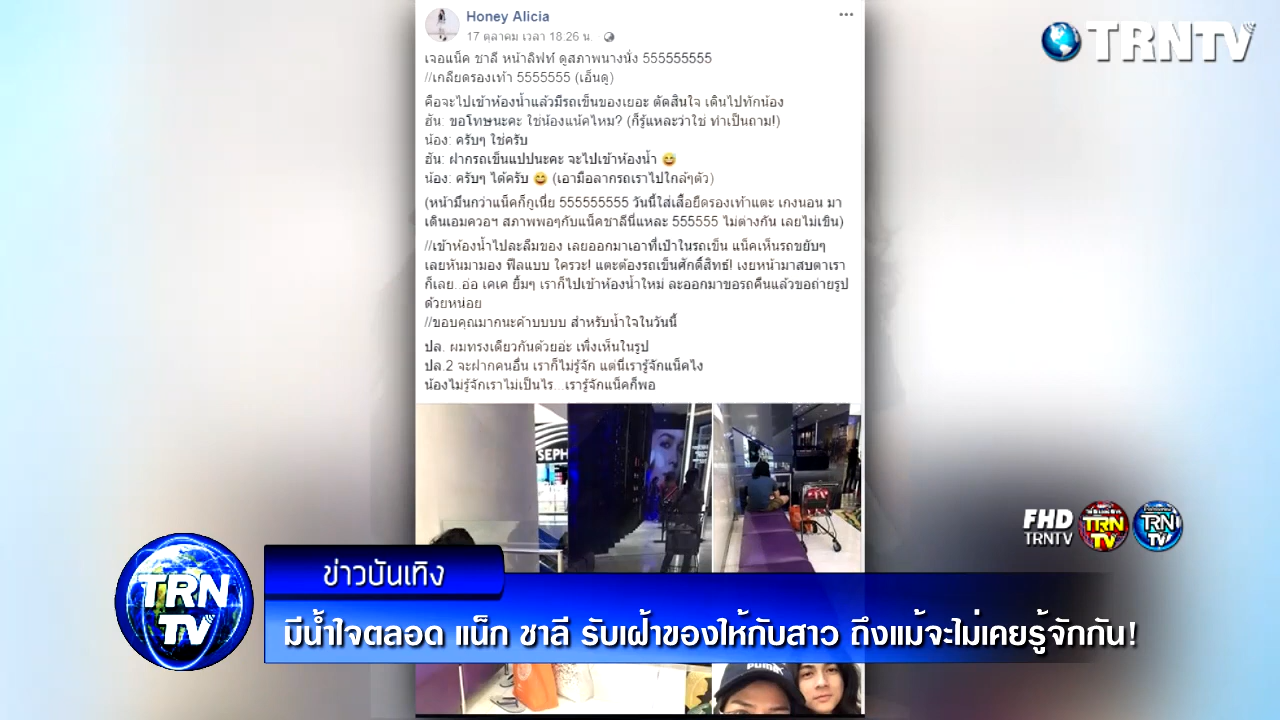 Honey Alicia
17 ตุลาคม เวลา 18.26 น.
TRNTV
เจอแน็ค ชาลี หน้าลิฟท์ ดูสภาพนางนั่ง 555555555
//เกลียดรองเท้า 5555555 (เอ็นดู)
คือจะไปเข้าห้องน้ำแล้วมีรถเข็นของเยอะ ตัดสินใจ เดินไปทักน้อง
ฮัน: ขอโทษนะคะ ใช่น้องแน้คไหม? (ก็รู้แหละว่าใช่ ทำเป็นถาม!)
น้อง: ครับๆ ใช่ครับ
ฮัน: ฝากรถเข็นแปปนะคะ จะไปเข้าห้องน้ำ 😅
น้อง: ครับๆ ได้ครับ 😄 (เอามือลากรถเราไปใกล้ๆตัว)
(หน้ามึนกว่าแน็คก็กูเนี่ย 555555555 วันนี้ใส่เสื้อยืดรองเท้าแตะ เกงนอน มา
เดินเอมควอฯ สภาพพอๆกับแน็คชาลีนี่แหละ 555555 ไม่ต่างกัน เลยไม่เขิน)
//เข้าห้องน้ำไปละลืมของ เลยออกมาเอาที่เป้าในรถเข็น แน็คเห็นรถขยับๆ
เลยหันมามอง ฟิลแบบ ใครวะ! แตะต้องรถเข็นศักดิ์สิทธ์! เงยหน้ามาสบตาเรา
ก็เลย..อ่อ เคเค ยิ้มๆ เราก็ไปเข้าห้องน้ำใหม่ ละออกมาขอรถคืนแล้วขอถ่ายรูป
ด้วยหน่อย
//ขอบคุณมากนะค้าบบบบ สำหรับน้ำใจในวันนี้
ปล. ผมทรงเดียวกันด้วยอ่ะ เพิ่งเห็นในรูป
ปล.2 จะฝากคนอื่น เราก็ไม่รู้จัก แต่นี่เรารู้จักแน็คไง
น้องไม่รู้จักเราไม่เป็นไร...เรารู้จักแน็คก็พอ
SEPH
FHD
TRNTV
TRN
TV
TRN
TV
TRN
TV
ข่าวบันเทิง
มีน้ำใจตลอด แน็ก ชาลี รับเฝ้าของให้กับสาว ถึงแม้จะไม่เคยรู้จักกัน!
PUMA